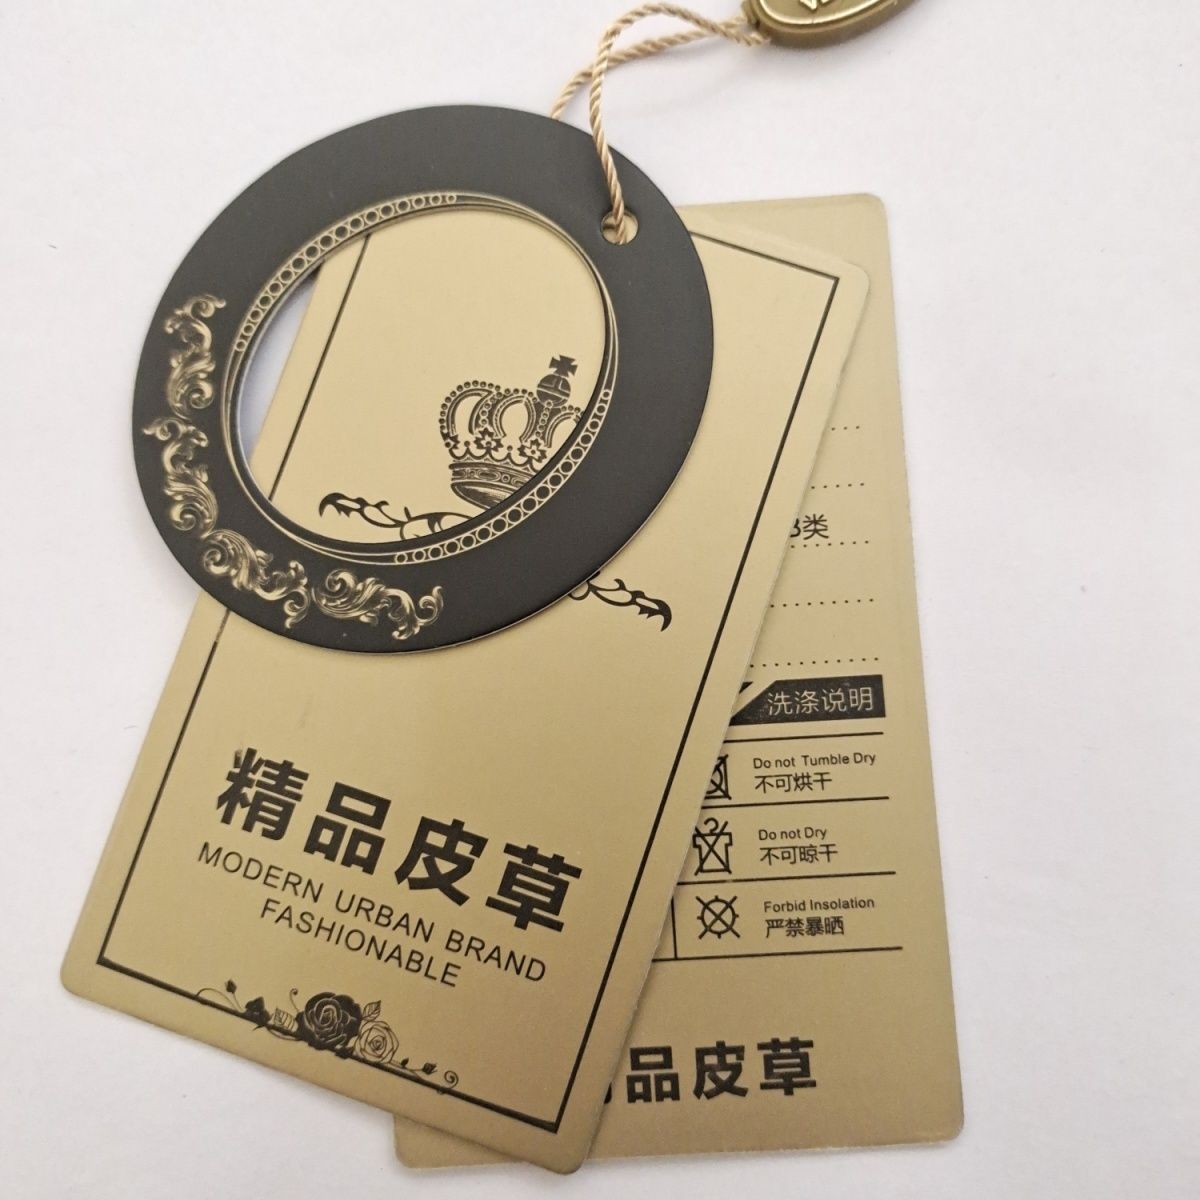 精品皮草
MODERN URBAN BRAND
FASHIONABLE
B类
洗涤说明
Do not Tumble Dry
不可烘干
Do not Dry
不可晾干
Forbid Insolation
严禁暴晒
品皮草